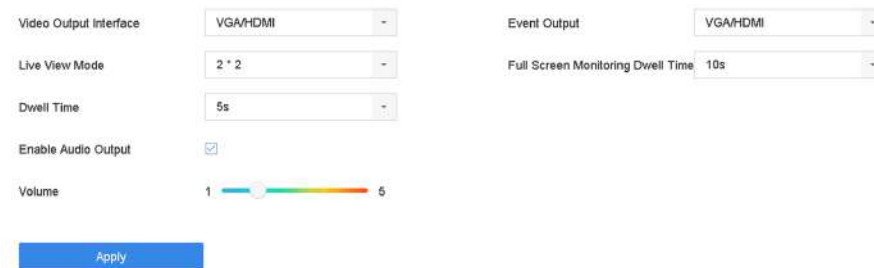 Video Output Interface VGA/HDMI Event Output VGA/HDMI
Live View Mode 2 * 2 Full Screen Monitoring Dwell Time 10s
Dwell Time 5s
Enable Audio Output
Volume 1 5
Apply